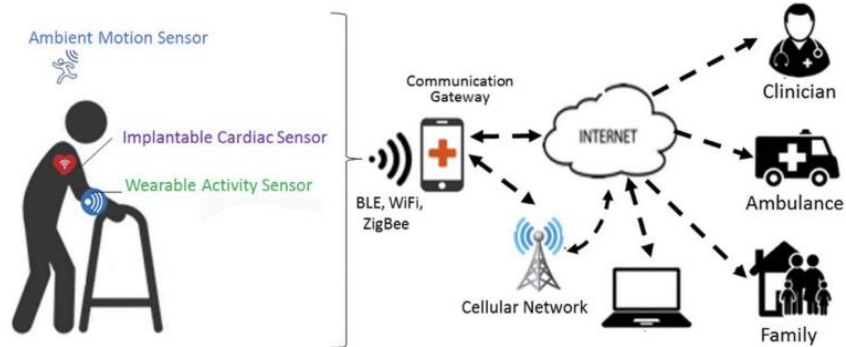 Ambient Motion Sensor
Implantable Cardiac Sensor
Wearable Activity Sensor
Communication
Gateway
BLE, WiFi,
ZigBee
INTERNET
Cellular Network
Clinician
Ambulance
Family